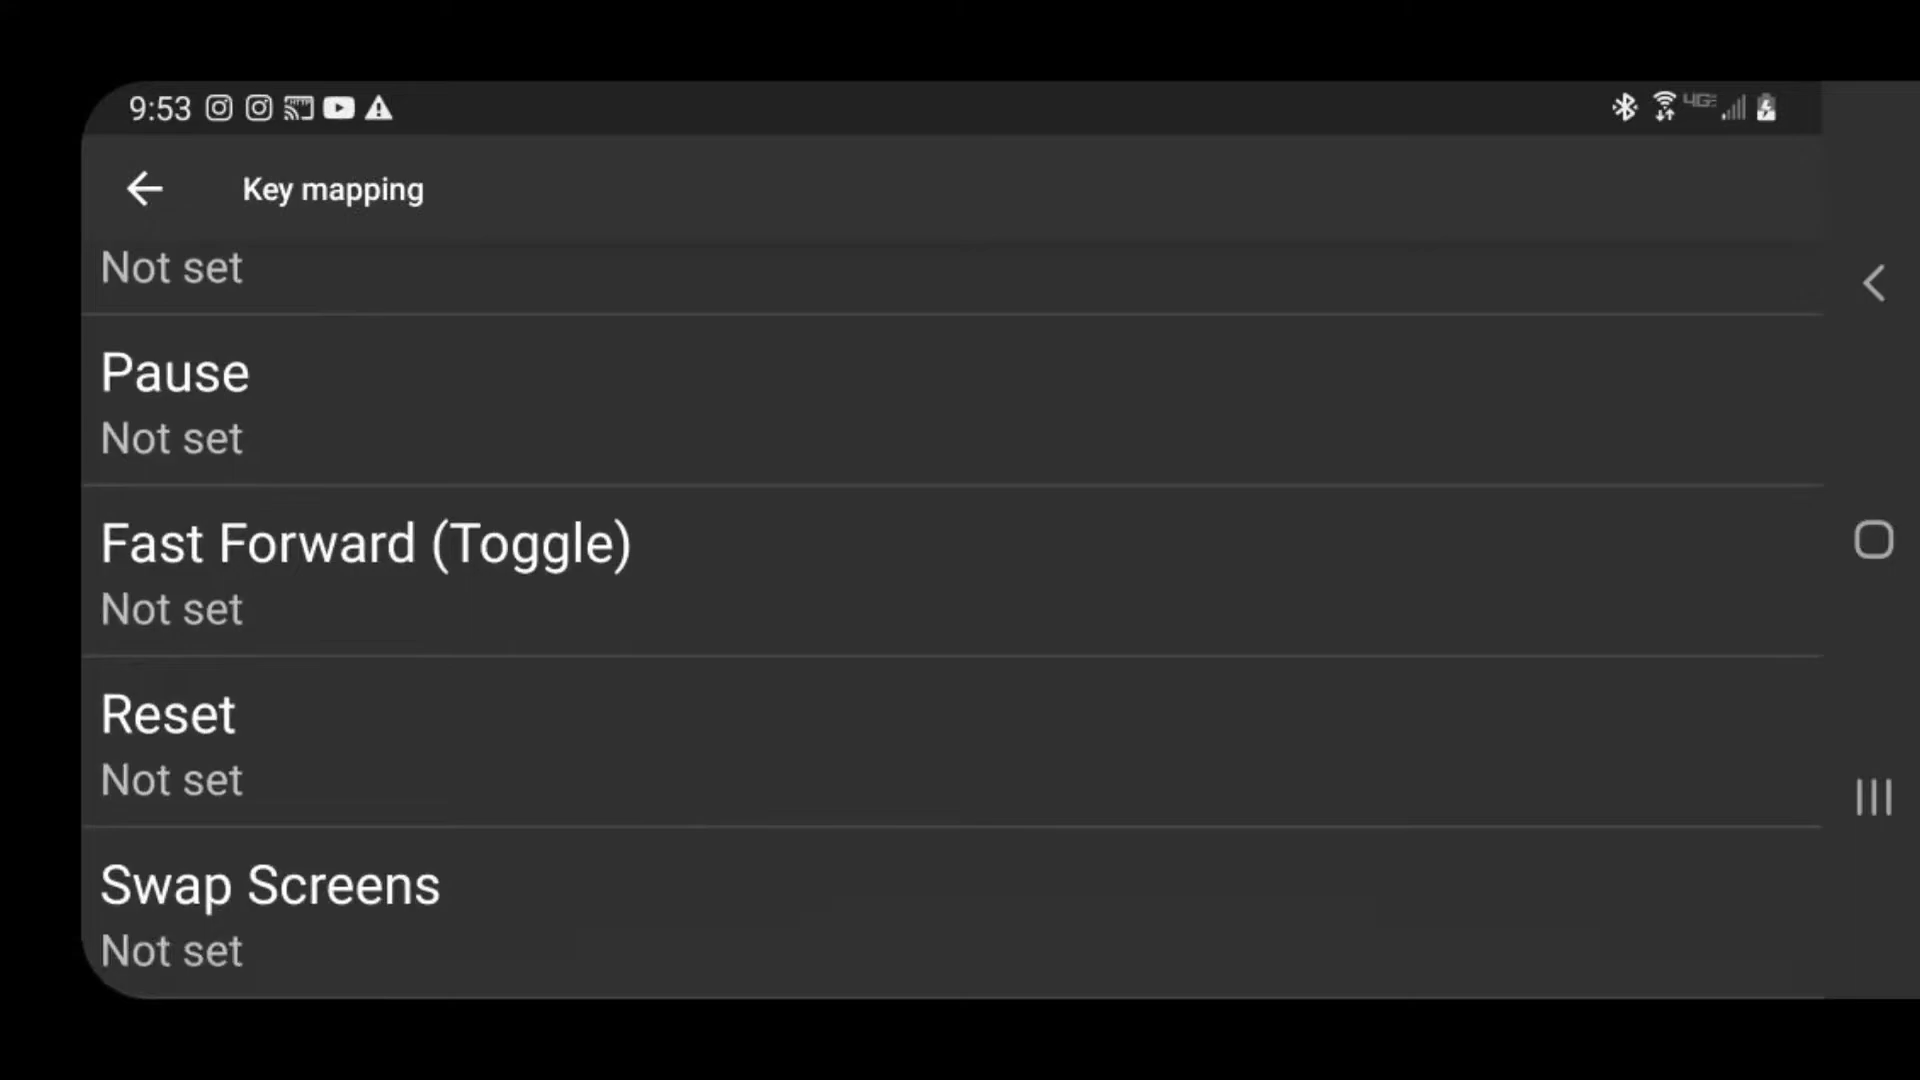 9:53
4GE
Key mapping
Not set
Pause
Not set
Fast Forward (Toggle)
Not set
Reset
Not set
Swap Screens
Not set